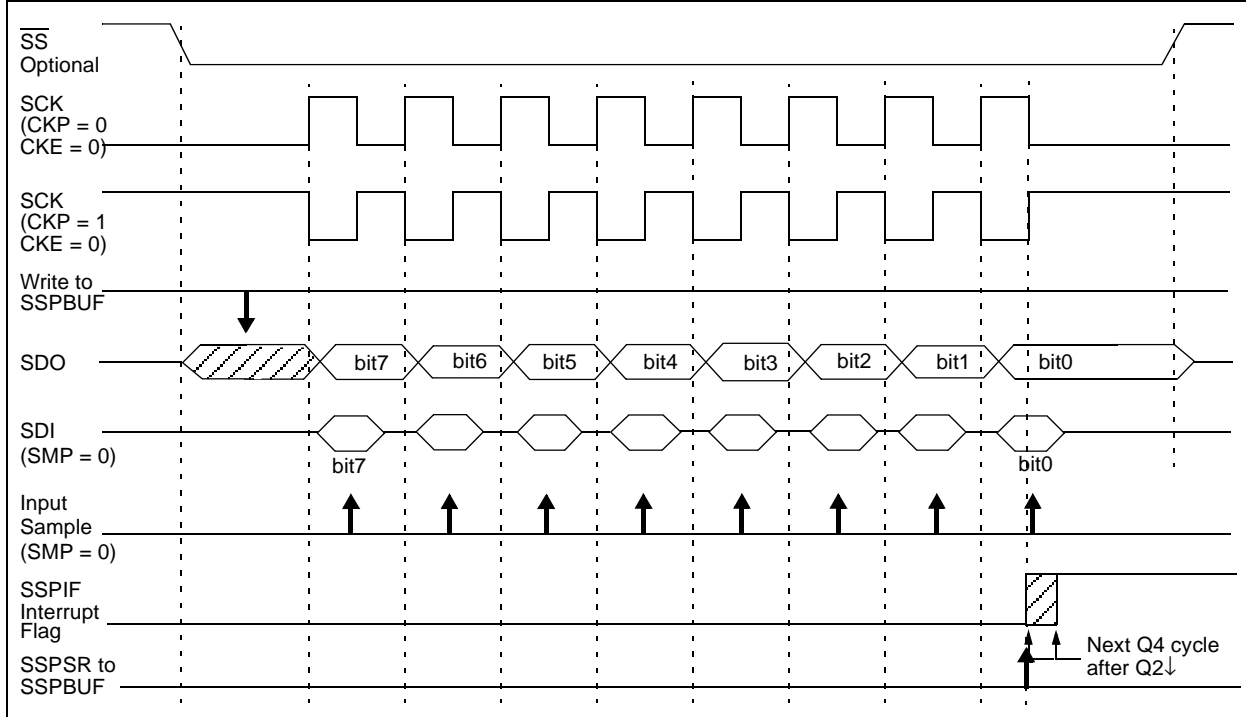 SS
Optional
SCK
(CKP = 0
CKE = 0)
SCK
(CKP = 1
CKE = 0)
Write to
SSPBUF
SDO
bit7
bit6
bit5
bit4
bit3
bit2
bit1
bit0
SDI
(SMP = 0)
bit7
bit0
Input
Sample
(SMP = 0)
SSPIF
Interrupt
Flag
SSPSR to
SSPBUF
Next Q4 cycle
after Q2↓